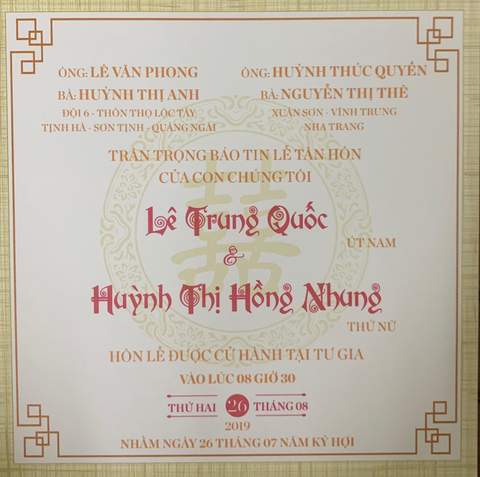 ÔNG: LÊ VĂN PHONG
BÀ: HUỲNH THỊ ANH
ĐỘI 6 - THÔN THỌ LỘC TÂY
TỊNH HÀ - SƠN TỊNH - QUẢNG NGÃI
ÔNG: HUỲNH THÚC QUYỀN
BÀ: NGUYỄN THỊ THÊ
XUÂN SƠN - VĨNH TRUNG
NHA TRANG
TRÂN TRỌNG BÁO TIN LỄ TÂN HÔN
CỦA CON CHÚNG TÔI
Lê Trung Quốc
ÚT NAM
&
Huỳnh Thị Hồng Nhung
THỨ NỮ
HÔN LỄ ĐƯỢC CỬ HÀNH TẠI TƯ GIA
VÀO LÚC 08 GIỜ 30
THỨ HAI 26 THÁNG 08
2019
NHẰM NGÀY 26 THÁNG 07 NĂM KỶ HỢI
囍